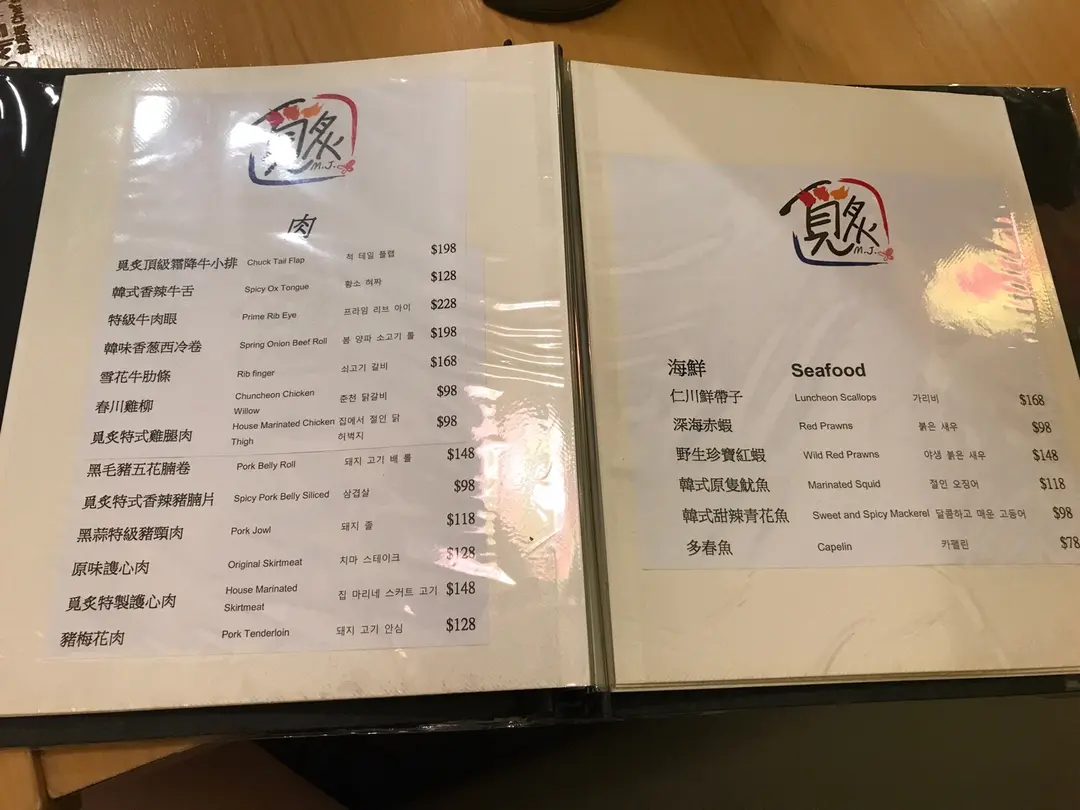 覓炙
M.J.
肉
覓炙頂級霜降牛小排 Chuck Tail Flap 척 테일 플랩 $198
韓式香辣牛舌 Spicy Ox Tongue 황소 혀짜 $128
特級牛肉眼 Prime Rib Eye 프라임 리브 아이 $228
韓味香葱西冷卷 Spring Onion Beef Roll 봄 양파 소고기 롤 $198
雪花牛肋條 Rib finger 쇠고기 갈비 $168
春川雞柳 Chuncheon Chicken Willow 준천 닭갈비 $98
覓炙特式雞腿肉 House Marinated Chicken Thigh 집에서 절인 닭 허벅지 $98
黑毛豬五花腩卷 Pork Belly Roll 돼지 고기 배 롤 $148
覓炙特式香辣豬腩片 Spicy Pork Belly Siliced 삼겹살 $98
黑蒜特級豬頸肉 Pork Jowl 돼지 졸 $118
原味護心肉 Original Skirtmeat 치마 스테이크 $128
覓炙特製護心肉 House Marinated Skirtmeat 집 마리네 스커트 고기 $148
豬梅花肉 Pork Tenderloin 돼지 고기 안심 $128
覓炙
M.J.
海鮮 Seafood
仁川鮮帶子 Luncheon Scallops 가리비 $168
深海赤蝦 Red Prawns 붉은 새우 $98
野生珍寶紅蝦 Wild Red Prawns 야생 붉은 새우 $148
韓式原隻魷魚 Marinated Squid 절인 오징어 $118
韓式甜辣青花魚 Sweet and Spicy Mackerel 달콤하고 매운 고등어 $98
多春魚 Capelin 카펠린 $78